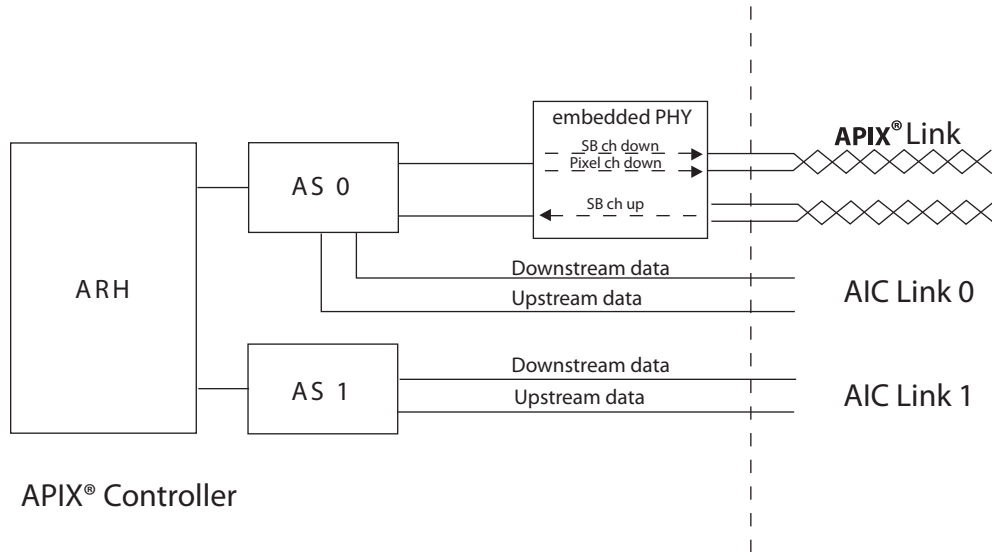 embedded PHY
SB ch down
Pixel ch down
SB ch up
APIX® Link
AS 0
ARH
Downstream data
Upstream data
AIC Link 0
AS 1
Downstream data
Upstream data
AIC Link 1
APIX® Controller